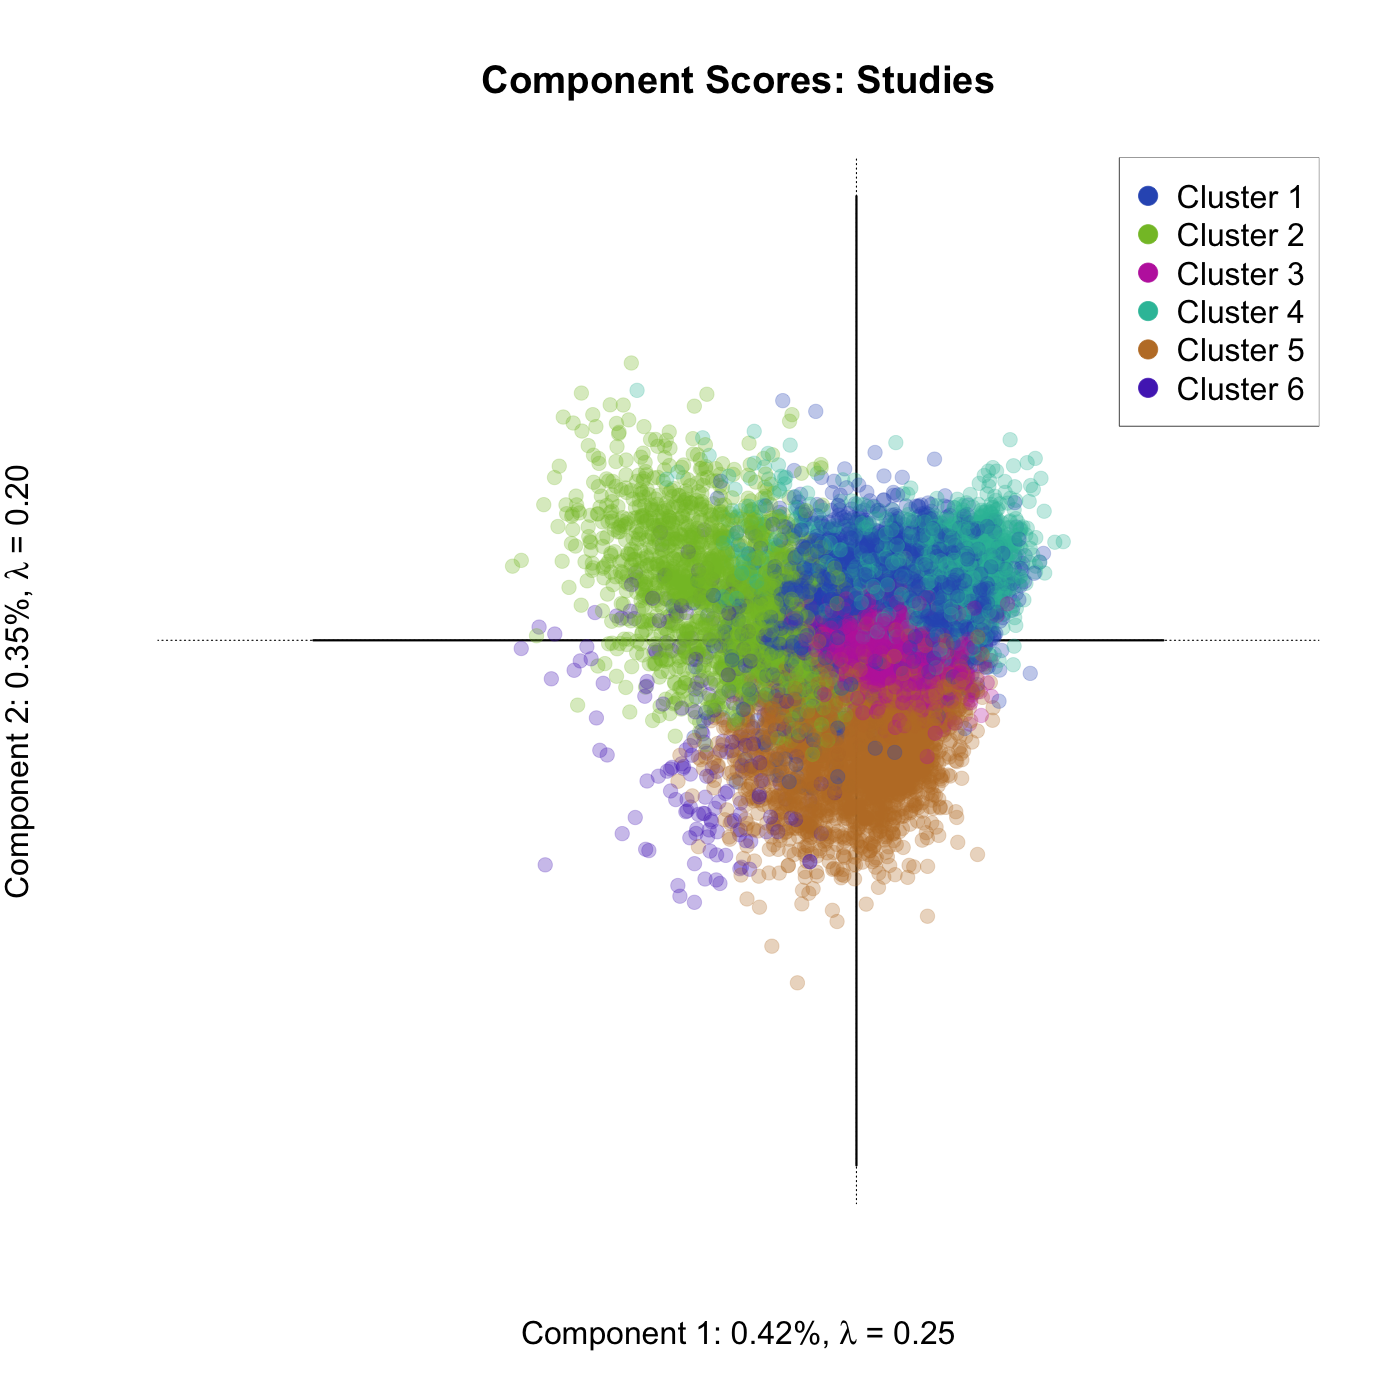 Component Scores: Studies
Cluster 1
Cluster 2
Cluster 3
Cluster 4
Cluster 5
Cluster 6
Component 2: 0.35%, λ = 0.20
Component 1: 0.42%, λ = 0.25